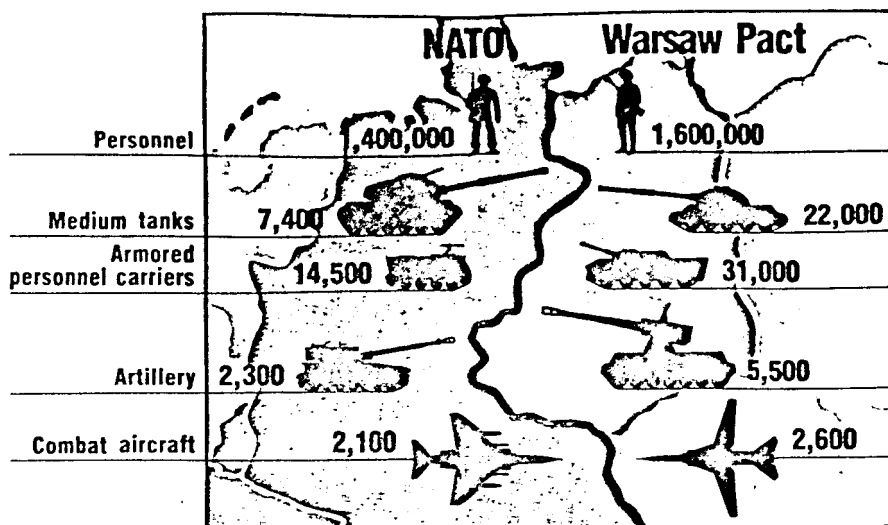 NATO Warsaw Pact
Personnel ,400,000 1,600,000
Medium tanks 7,400 22,000
Armored
personnel carriers 14,500 31,000
Artillery 2,300 5,500
Combat aircraft 2,100 2,600